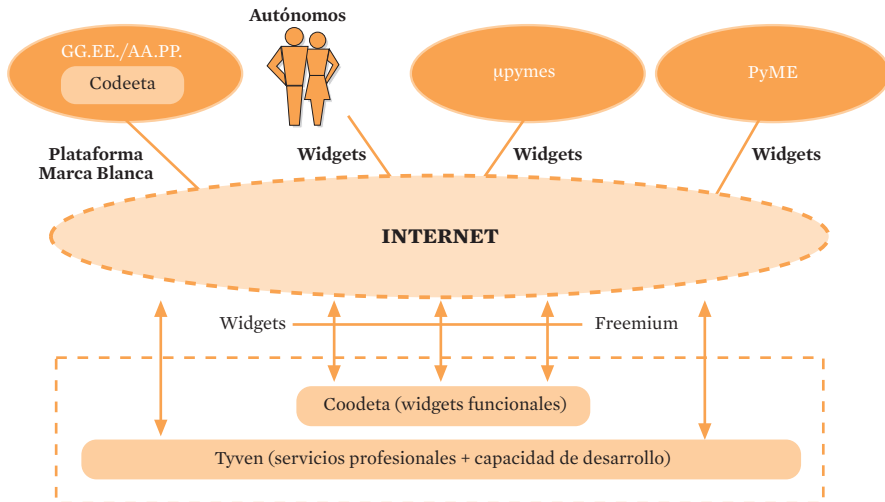 Autónomos
GG.EE./AA.PP.
Codeeta
μpymes
PyME
Plataforma
Marca Blanca
Widgets
Widgets
Widgets
INTERNET
Widgets
Freemium
Coodeta (widgets funcionales)
Tyven (servicios profesionales + capacidad de desarrollo)